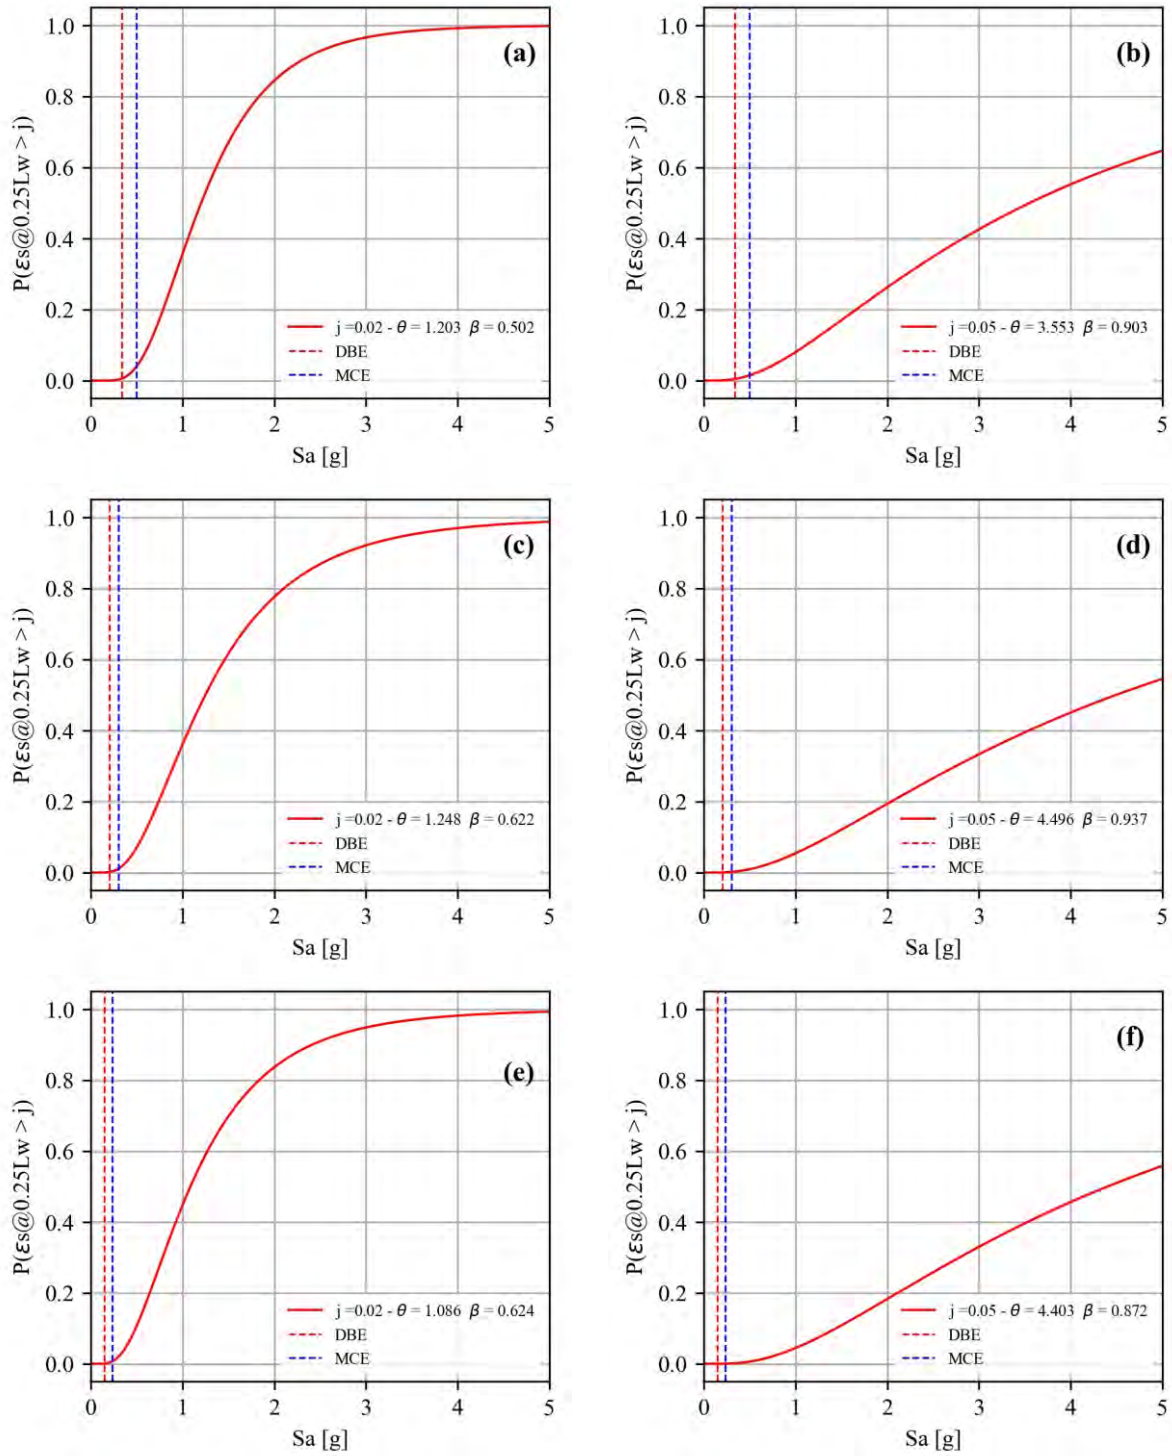 (a)
P(εs@0.25Lw > j)
1.0
0.8
0.6
0.4
0.2
0.0
j =0.02 - θ = 1.203 β = 0.502
DBE
MCE
0 1 2 3 4 5
Sa [g]
(b)
P(εs@0.25Lw > j)
1.0
0.8
0.6
0.4
0.2
0.0
j =0.05 - θ = 3.553 β = 0.903
DBE
MCE
0 1 2 3 4 5
Sa [g]
(c)
P(εs@0.25Lw > j)
1.0
0.8
0.6
0.4
0.2
0.0
j =0.02 - θ = 1.248 β = 0.622
DBE
MCE
0 1 2 3 4 5
Sa [g]
(d)
P(εs@0.25Lw > j)
1.0
0.8
0.6
0.4
0.2
0.0
j =0.05 - θ = 4.496 β = 0.937
DBE
MCE
0 1 2 3 4 5
Sa [g]
(e)
P(εs@0.25Lw > j)
1.0
0.8
0.6
0.4
0.2
0.0
j =0.02 - θ = 1.086 β = 0.624
DBE
MCE
0 1 2 3 4 5
Sa [g]
(f)
P(εs@0.25Lw > j)
1.0
0.8
0.6
0.4
0.2
0.0
j =0.05 - θ = 4.403 β = 0.872
DBE
MCE
0 1 2 3 4 5
Sa [g]